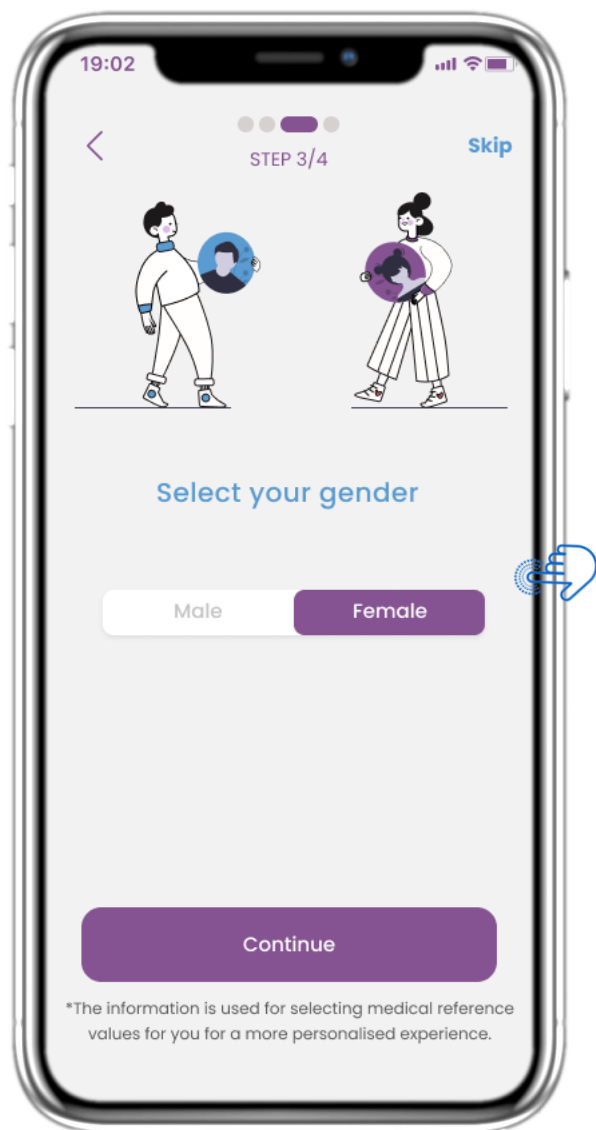 19:02
Skip
STEP 3/4
Select your gender
Male Female
Continue
*The information is used for selecting medical reference
values for you for a more personalised experience.